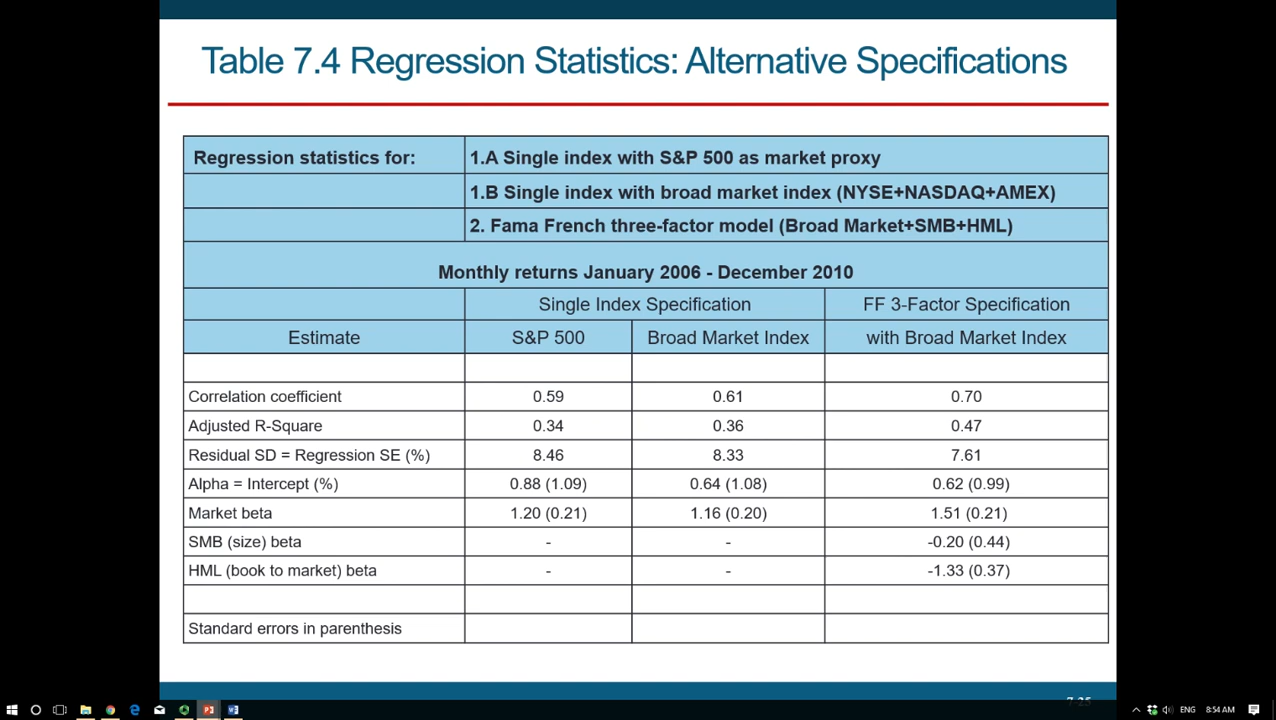 Table 7.4 Regression Statistics: Alternative Specifications
Regression statistics for: 1.A Single index with S&P 500 as market proxy
1.B Single index with broad market index (NYSE+NASDAQ+AMEX)
2. Fama French three-factor model (Broad Market+SMB+HML)
Monthly returns January 2006 - December 2010
Single Index Specification FF 3-Factor Specification
Estimate S&P 500 Broad Market Index with Broad Market Index
Correlation coefficient 0.59 0.61 0.70
Adjusted R-Square 0.34 0.36 0.47
Residual SD = Regression SE (%) 8.46 8.33 7.61
Alpha = Intercept (%) 0.88 (1.09) 0.64 (1.08) 0.62 (0.99)
Market beta 1.20 (0.21) 1.16 (0.20) 1.51 (0.21)
SMB (size) beta - - -0.20 (0.44)
HML (book to market) beta - - -1.33 (0.37)
Standard errors in parenthesis
7-25
ENG 8:54 AM